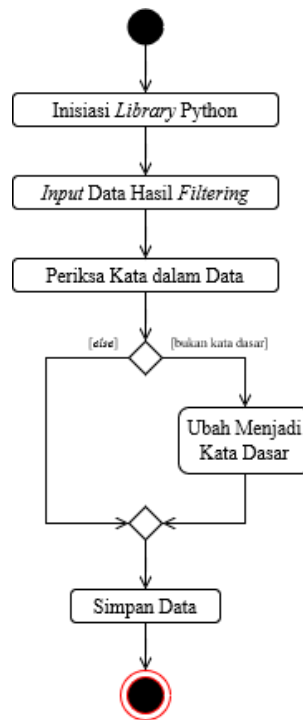 Inisiasi Library Python
Input Data Hasil Filtering
Periksa Kata dalam Data
[else]
[bukan kata dasar]
Ubah Menjadi
Kata Dasar
Simpan Data